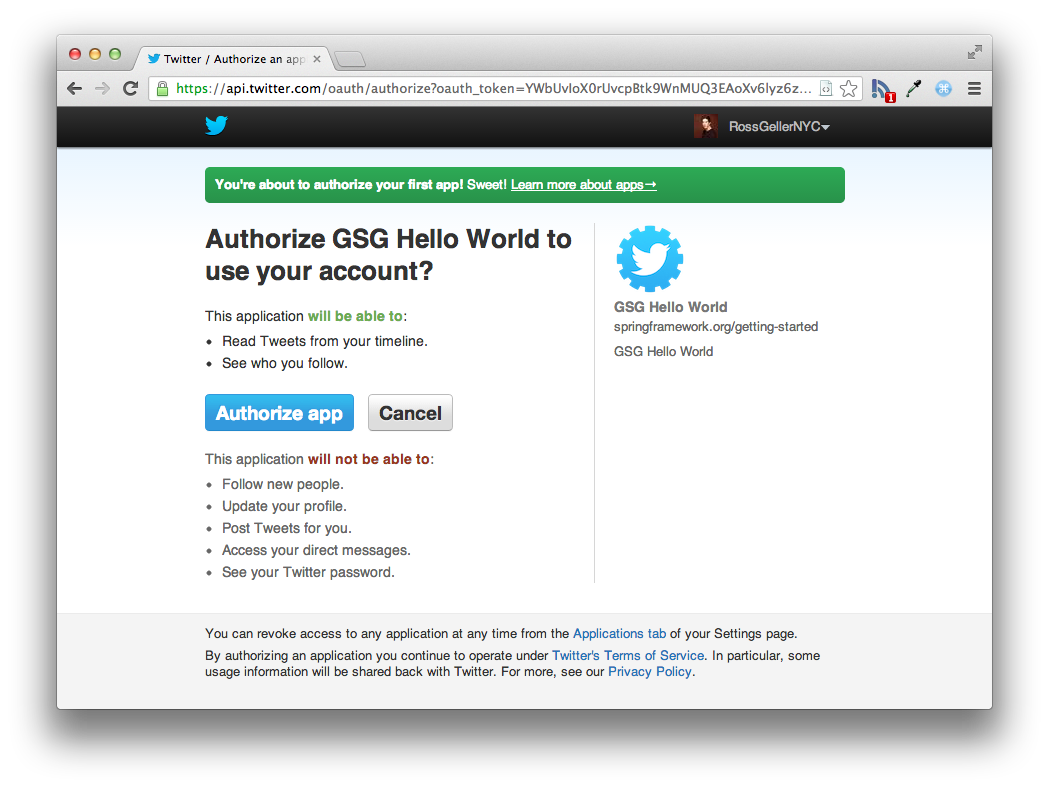 Twitter / Authorize an app
https://api.twitter.com/oauth/authorize?oauth_token=YWbUvIoX0rUvcpBtk9WnMUQ3EAoXv6lyz6z...
1
RossGellerNYC
You're about to authorize your first app! Sweet! Learn more about apps→
Authorize GSG Hello World to
use your account?
This application will be able to:
• Read Tweets from your timeline.
• See who you follow.
Authorize app
Cancel
This application will not be able to:
• Follow new people.
• Update your profile.
• Post Tweets for you.
• Access your direct messages.
• See your Twitter password.
GSG Hello World
springframework.org/getting-started
GSG Hello World
You can revoke access to any application at any time from the Applications tab of your Settings page.
By authorizing an application you continue to operate under Twitter's Terms of Service. In particular, some
usage information will be shared back with Twitter. For more, see our Privacy Policy.